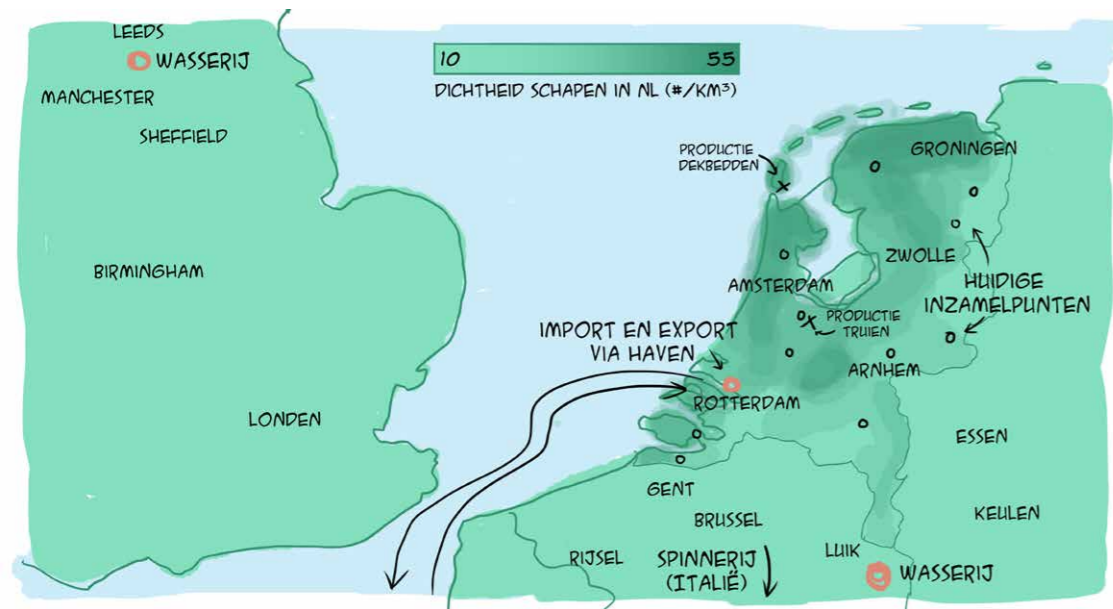 LEEDS
WASSERIJ
MANCHESTER
SHEFFIELD
BIRMINGHAM
LONDEN
10 55
DICHTHEID SCHAPEN IN NL (#/KM³)
PRODUCTIE
DEKBEDDEN
GRONINGEN
ZWOLLE
HUIDIGE
INZAMELPUNTEN
AMSTERDAM
PRODUCTIE
TRUIEN
IMPORT EN EXPORT
VIA HAVEN
ARNHEM
ROTTERDAM
ESSEN
GENT
BRUSSEL
KEULEN
RIJSEL
SPINNERIJ
(ITALIË)
LUIK
WASSERIJ